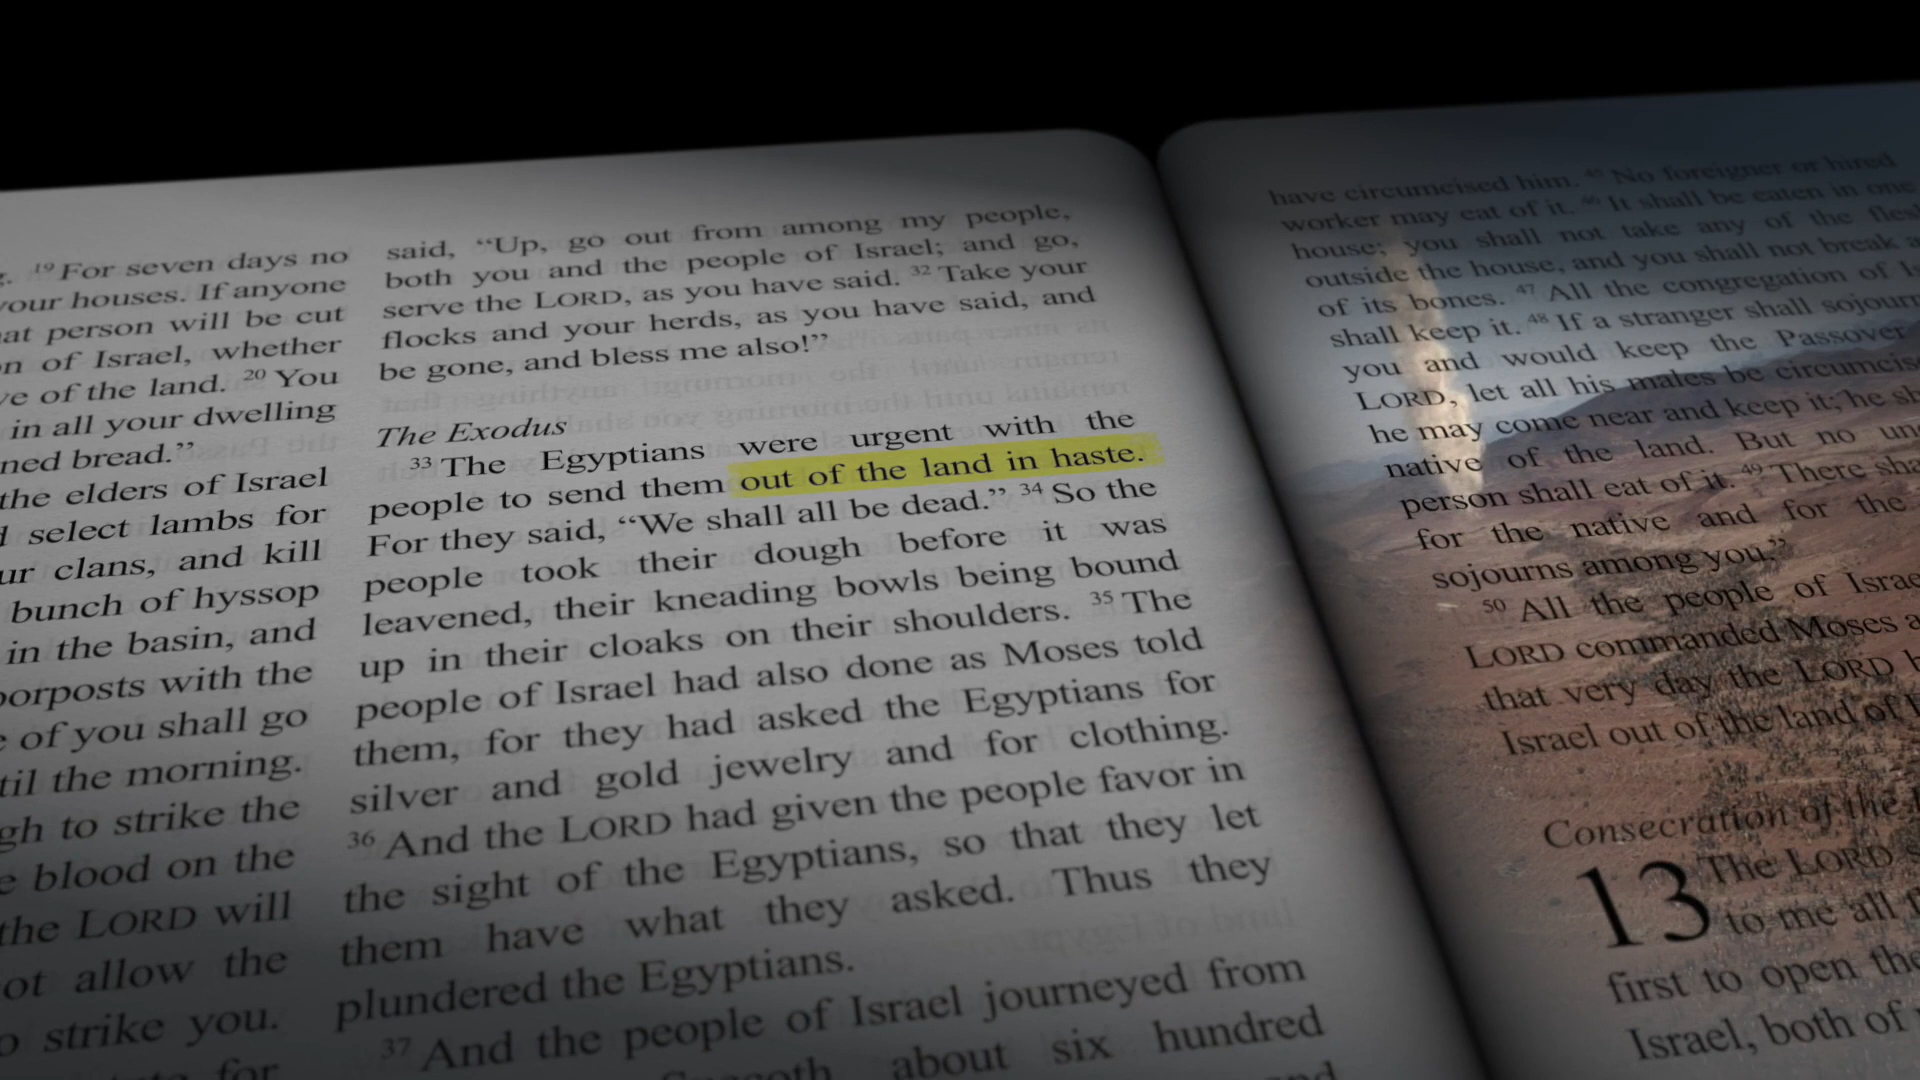 19 For seven days no
your houses. If anyone
person will be cut
of Israel, whether
of the land. 20 You
in all your dwelling
bread.”
the elders of Israel
select lambs for
clans, and kill
bunch of hyssop
in the basin, and
with the
of you shall go
the morning.
to strike the
blood on the
the LORD will
allow the
strike you.
for
said, “Up, go out from among my people,
both you and the people of Israel; and go,
serve the LORD, as you have said. 32 Take your
flocks and your herds, as you have said, and
be gone, and bless me also!”
The Exodus
33 The Egyptians were urgent with the
people to send them out of the land in haste.
For they said, “We shall all be dead.” 34 So the
people took their dough before it was
leavened, their kneading bowls being bound
up in their cloaks on their shoulders. 35 The
people of Israel had also done as Moses told
them, for they had asked the Egyptians for
silver and gold jewelry and for clothing.
36 And the LORD had given the people favor in
the sight of the Egyptians, so that they let
them have what they asked. Thus they
plundered the Egyptians.
37 And the people of Israel journeyed from
about six hundred
have circumcised him. 45 No foreigner or hired
worker may eat of it. 46 It shall be eaten in one
house; you shall not take any of the
outside the house, and you shall not break
of its bones. 47 All the congregation of
shall keep it. 48 If a stranger shall
you and would keep the Passover
LORD, let all his males be
he may come near and keep it; he
native of the land. But no
person shall eat of it. 49 There
for the native and for the
sojourns among you.”
50 All the people of
LORD commanded Moses
that very day the LORD
Israel out of the land of
Consecration of the
13 The LORD
to me all
first to open the
Israel, both of